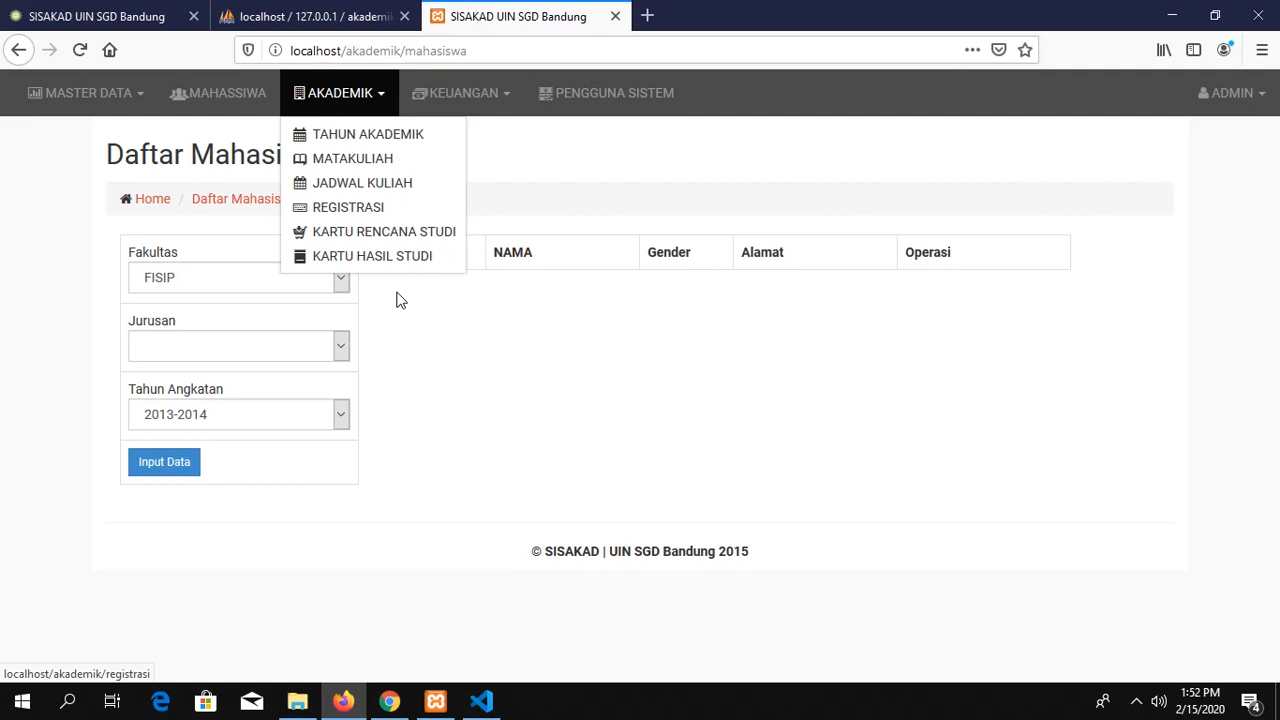 SISAKAD UIN SGD Bandung
localhost / 127.0.0.1 / akademik
SISAKAD UIN SGD Bandung
localhost/akademik/mahasiswa
MASTER DATA
MAHASSIWA
AKADEMIK
KEUANGAN
PENGGUNA SISTEM
ADMIN
TAHUN AKADEMIK
MATAKULIAH
JADWAL KULIAH
REGISTRASI
KARTU RENCANA STUDI
KARTU HASIL STUDI
Daftar Mahasi
Home / Daftar Mahasis
Fakultas
FISIP
Jurusan
Tahun Angkatan
2013-2014
Input Data
NAMA
Gender
Alamat
Operasi
© SISAKAD | UIN SGD Bandung 2015
localhost/akademik/registrasi
1:52 PM
2/15/2020
4